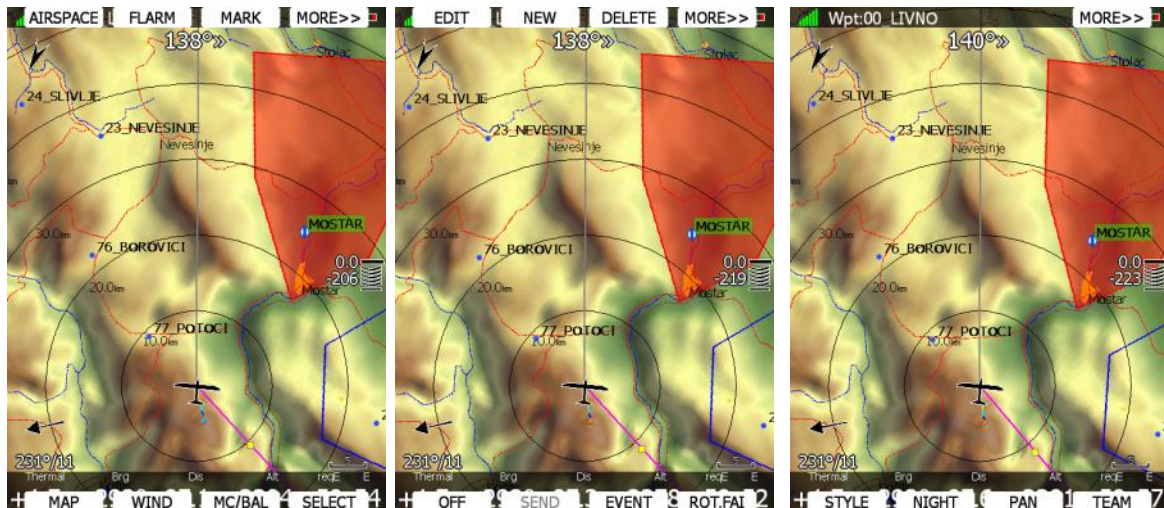 AIRSPACE FLARM MARK MORE>>
138°»
Stolac
24_SLIVLJE
23_NEVESINJE
Nevesinje
MOSTAR
30.0km
76_BOROVICI
0.0
-206
20.0km
Mostar
77_POTOCI
10.0km
231°/11
5
Thermal Brg Dis Alt reqE E
MAP WIND MC/BAL SELECT
EDIT NEW DELETE MORE>>
138°»
Stolac
24_SLIVLJE
23_NEVESINJE
Nevesinje
MOSTAR
30.0km
76_BOROVICI
0.0
-219
20.0km
Mostar
77_POTOCI
10.0km
231°/11
5
Thermal Brg Dis Alt reqE E
OFF SEND EVENT ROT.FAI
Wpt:00_LIVNO MORE>>
140°»
Stolac
24_SLIVLJE
23_NEVESINJE
Nevesinje
MOSTAR
30.0km
76_BOROVICI
0.0
-223
20.0km
Mostar
77_POTOCI
10.0km
231°/11
5
Thermal Brg Dis Alt reqE E
STYLE NIGHT PAN TEAM